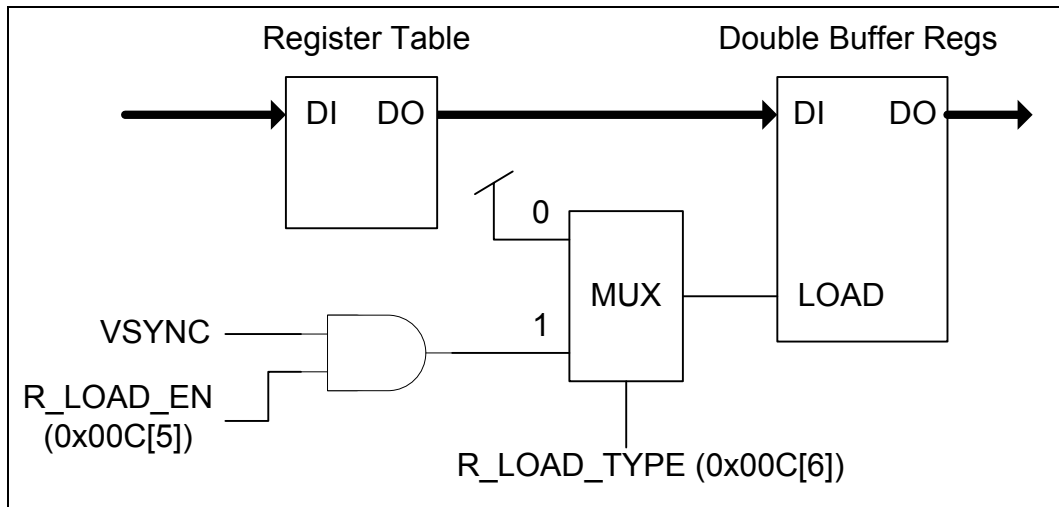 Register Table
Double Buffer Regs
DI DO
DI DO
0
MUX
LOAD
VSYNC
1
R_LOAD_EN
(0x00C[5])
R_LOAD_TYPE (0x00C[6])